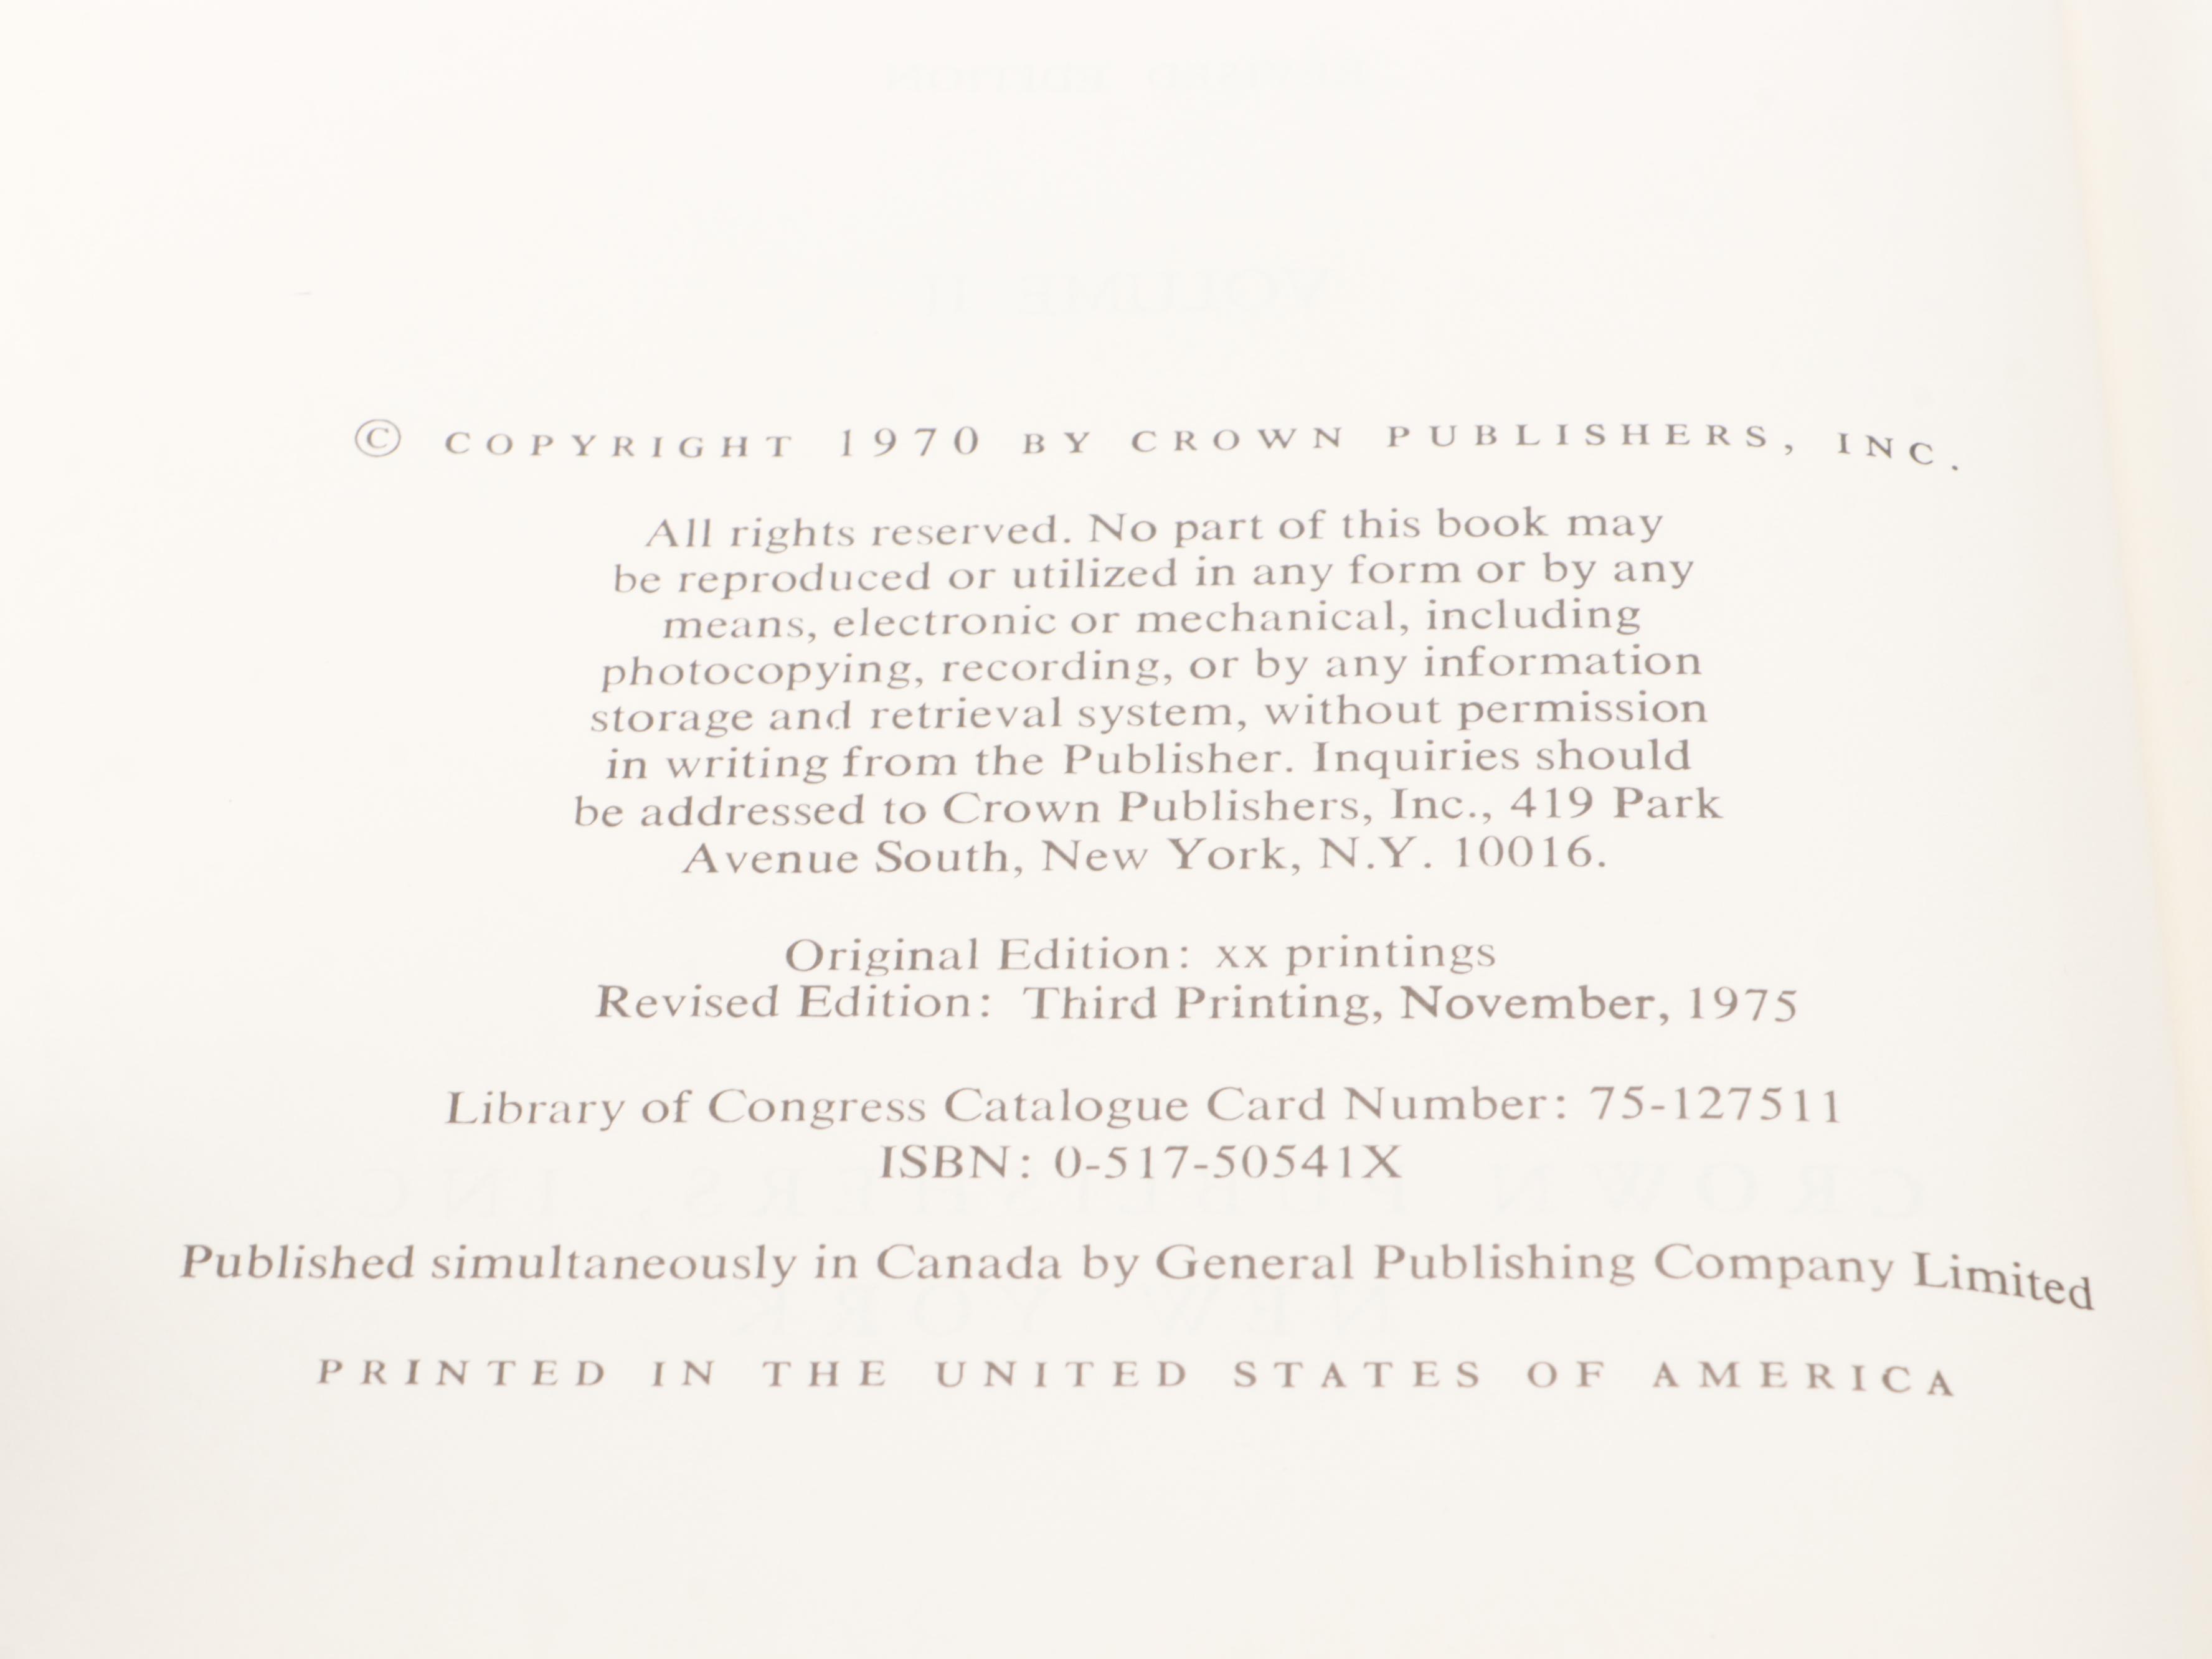 © COPYRIGHT 1970 BY CROWN PUBLISHERS, INC.
All rights reserved. No part of this book may
be reproduced or utilized in any form or by any
means, electronic or mechanical, including
photocopying, recording, or by any information
storage and retrieval system, without permission
in writing from the Publisher. Inquiries should
be addressed to Crown Publishers, Inc., 419 Park
Avenue South, New York, N.Y. 10016.
Original Edition: xx printings
Revised Edition: Third Printing, November, 1975
Library of Congress Catalogue Card Number: 75-127511
ISBN: 0-517-50541X
Published simultaneously in Canada by General Publishing Company Limited
PRINTED IN THE UNITED STATES OF AMERICA